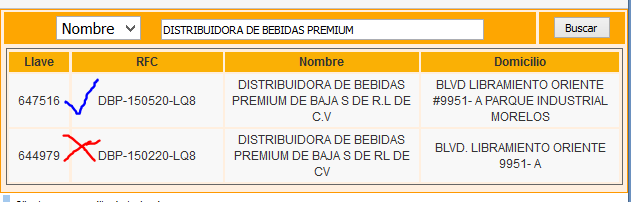 Nombre DISTRIBUIDORA DE BEBIDAS PREMIUM Buscar
Llave RFC Nombre Domicilio
647516 DBP-150520-LQ8 DISTRIBUIDORA DE BEBIDAS PREMIUM DE BAJA S DE R.L DE C.V BLVD LIBRAMIENTO ORIENTE #9951- A PARQUE INDUSTRIAL MORELOS
644979 DBP-150220-LQ8 DISTRIBUIDORA DE BEBIDAS PREMIUM DE BAJA S DE RL DE CV BLVD. LIBRAMIENTO ORIENTE 9951- A